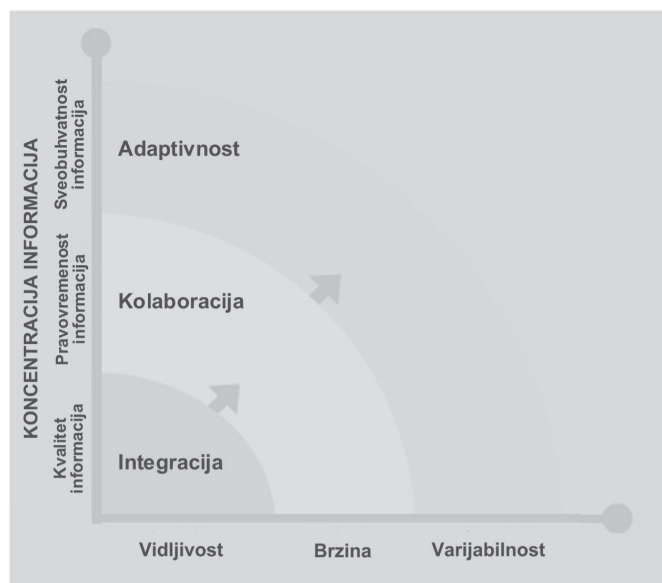 KONCENTRACIJA INFORMACIJA
Sveobuhvatnost
informacija
Pravovremenost
informacija
Kvalitet
informacija
Adaptivnost
Kolaboracija
Integracija
Vidljivost
Brzina
Varijabilnost